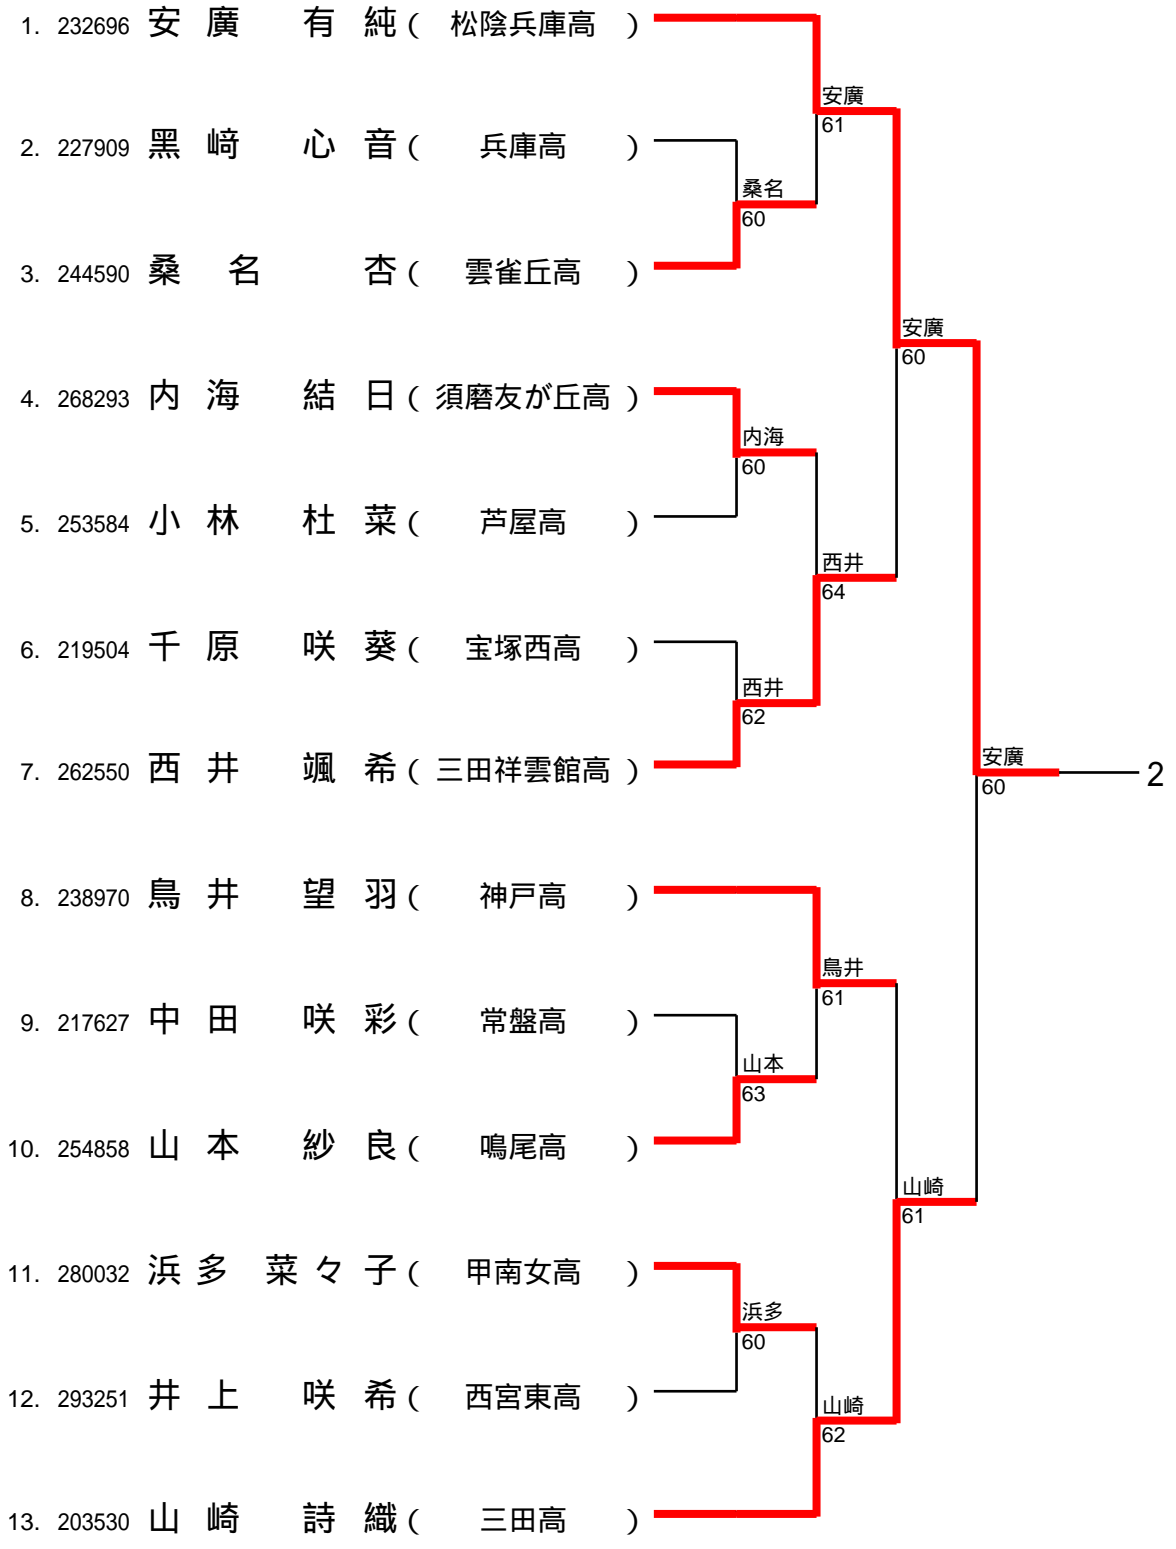 1. 232696 安廣 有純 ( 松陰兵庫高 )
安廣
61
2. 227909 黑﨑 心音 ( 兵庫高 )
桑名
60
3. 244590 桑名 杏 ( 雲雀丘高 )
安廣
60
4. 268293 内海 結日 ( 須磨友が丘高 )
内海
60
5. 253584 小林 杜菜 ( 芦屋高 )
西井
64
6. 219504 千原 咲葵 ( 宝塚西高 )
西井
62
7. 262550 西井 颯希 ( 三田祥雲館高 )
安廣
60
2
8. 238970 鳥井 望羽 ( 神戸高 )
鳥井
61
9. 217627 中田 咲彩 ( 常盤高 )
山本
63
10. 254858 山本 紗良 ( 鳴尾高 )
山崎
61
11. 280032 浜多 菜々子 ( 甲南女高 )
浜多
60
12. 293251 井上 咲希 ( 西宮東高 )
山崎
62
13. 203530 山崎 詩織 ( 三田高 )